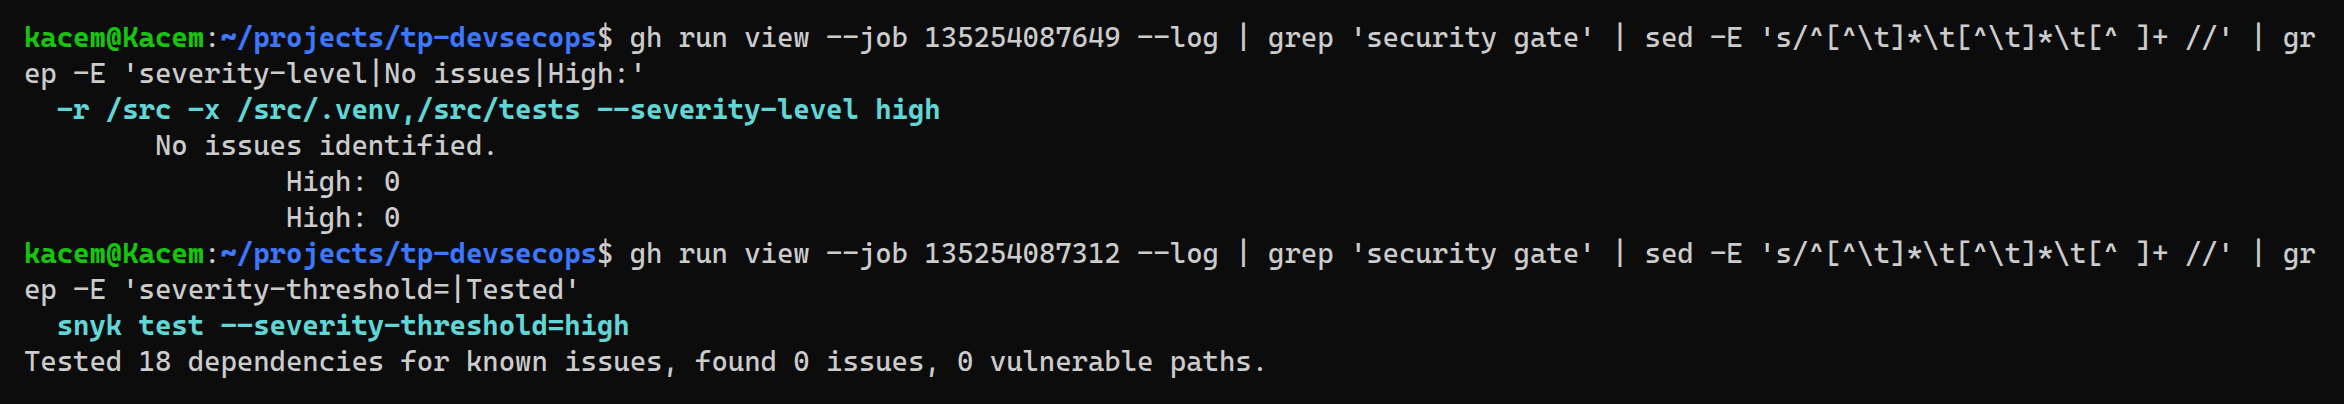 kacem@Kacem:~/projects/tp-devsecops$ gh run view --job 135254087649 --log | grep 'security gate' | sed -E 's/^[^\t]*\t[^\t]*\t[^ ]+ //' | gr
ep -E 'severity-level|No issues|High:'
  -r /src -x /src/.venv,/src/tests --severity-level high
        No issues identified.
                High: 0
                High: 0
kacem@Kacem:~/projects/tp-devsecops$ gh run view --job 135254087312 --log | grep 'security gate' | sed -E 's/^[^\t]*\t[^\t]*\t[^ ]+ //' | gr
ep -E 'severity-threshold=|Tested'
  snyk test --severity-threshold=high
Tested 18 dependencies for known issues, found 0 issues, 0 vulnerable paths.